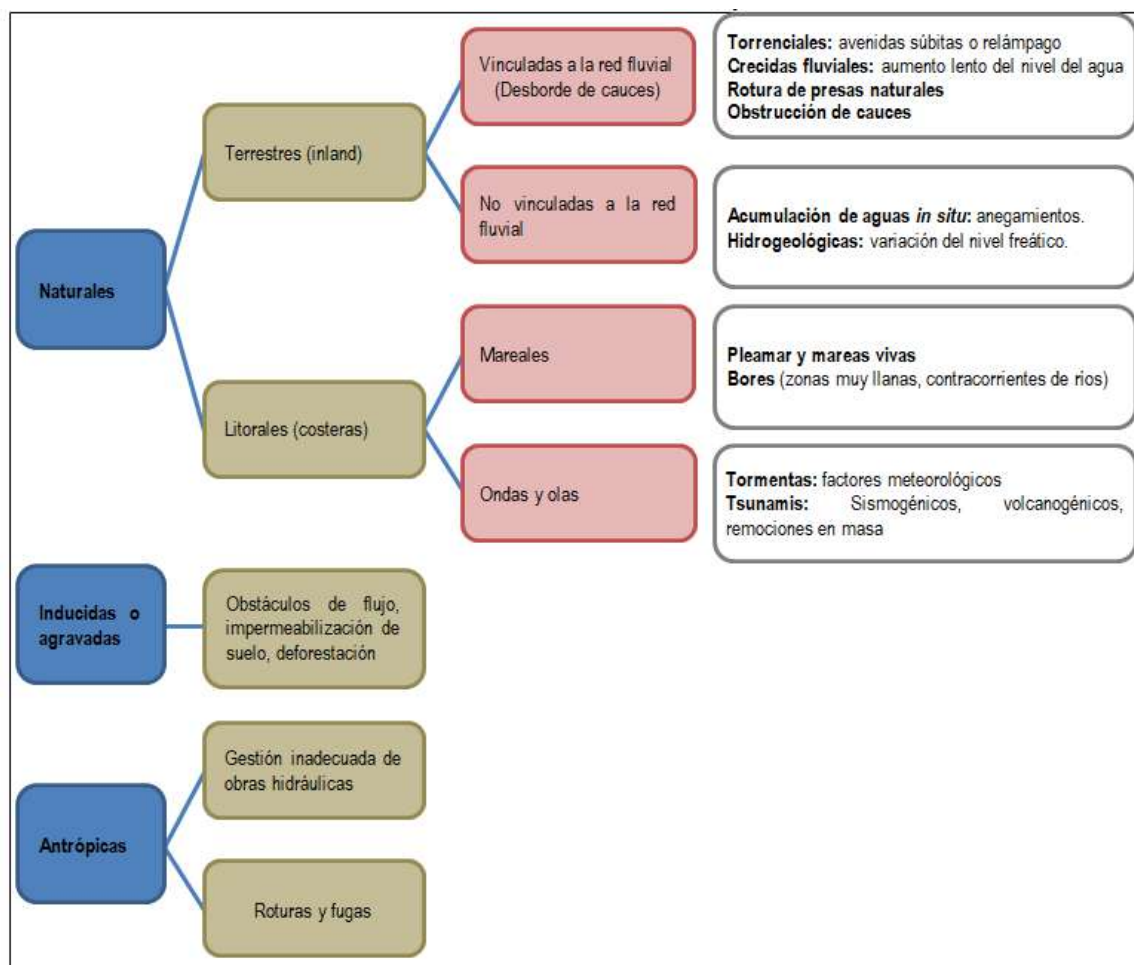 Naturales
Terrestres (inland)
Vinculadas a la red fluvial
(Desborde de cauces)
Torrenciales: avenidas súbitas o relámpago
Crecidas fluviales: aumento lento del nivel del agua
Rotura de presas naturales
Obstrucción de cauces
No vinculadas a la red
fluvial
Acumulación de aguas in situ: anegamientos.
Hidrogeológicas: variación del nivel freático.
Litorales (costeras)
Mareales
Pleamar y mareas vivas
Bores (zonas muy llanas, contracorrientes de ríos)
Ondas y olas
Tormentas: factores meteorológicos
Tsunamis: Sismogénicos, volcanogénicos,
remociones en masa
Inducidas o
agravadas
Obstáculos de flujo,
impermeabilización de
suelo, deforestación
Antrópicas
Gestión inadecuada de
obras hidráulicas
Roturas y fugas